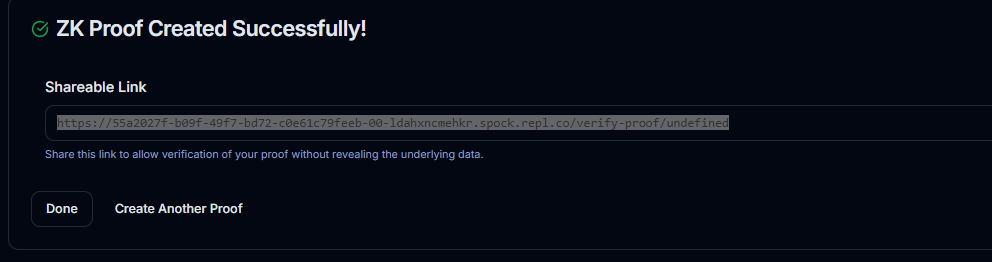 ZK Proof Created Successfully!
Shareable Link
https://55a2027f-b09f-49f7-bd72-c0e61c79feeb-00-ldahxncmehkr.spock.repl.co/verify-proof/undefined
Share this link to allow verification of your proof without revealing the underlying data.
Done Create Another Proof